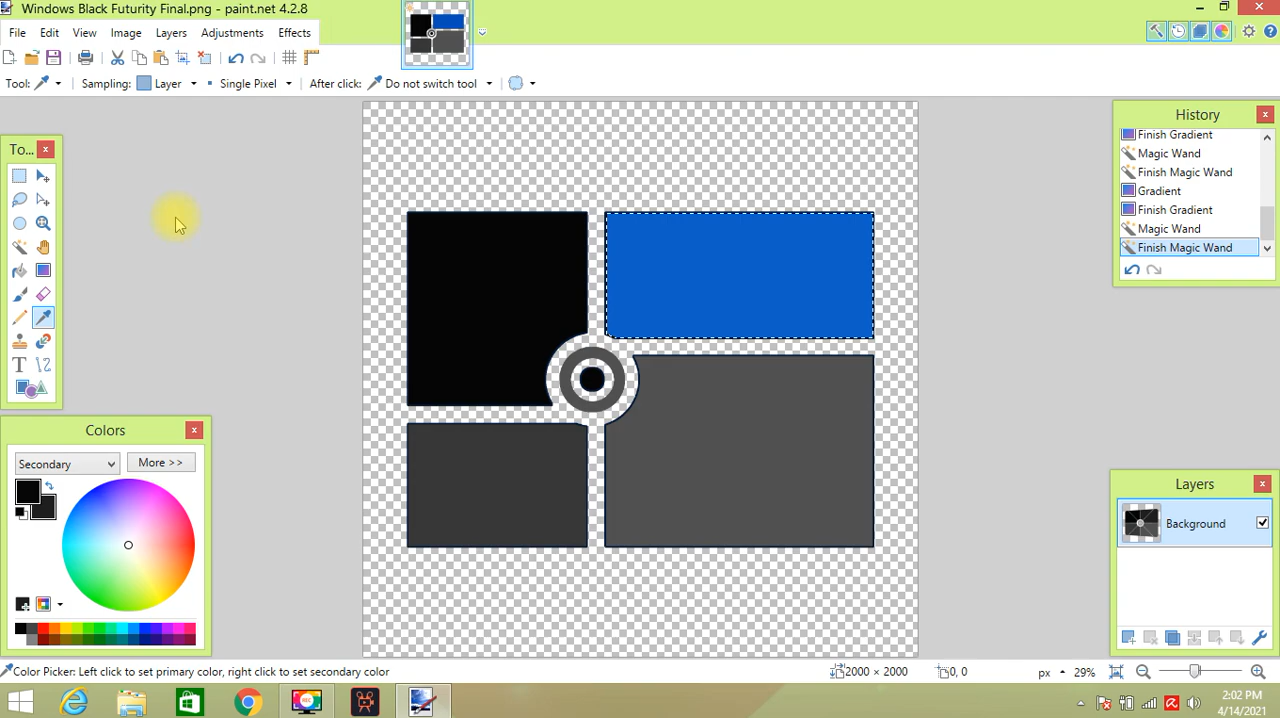 Windows Black Futurity Final.png - paint.net 4.2.8
File Edit View Image Layers Adjustments Effects
Tool: Sampling: Layer Single Pixel After click: Do not switch tool
To...
History
Finish Gradient
Magic Wand
Finish Magic Wand
Gradient
Finish Gradient
Magic Wand
Finish Magic Wand
Colors
Secondary More >>
Layers
Background
Color Picker: Left click to set primary color, right click to set secondary color 2000 × 2000 0, 0 px 29%
2:02 PM
4/14/2021